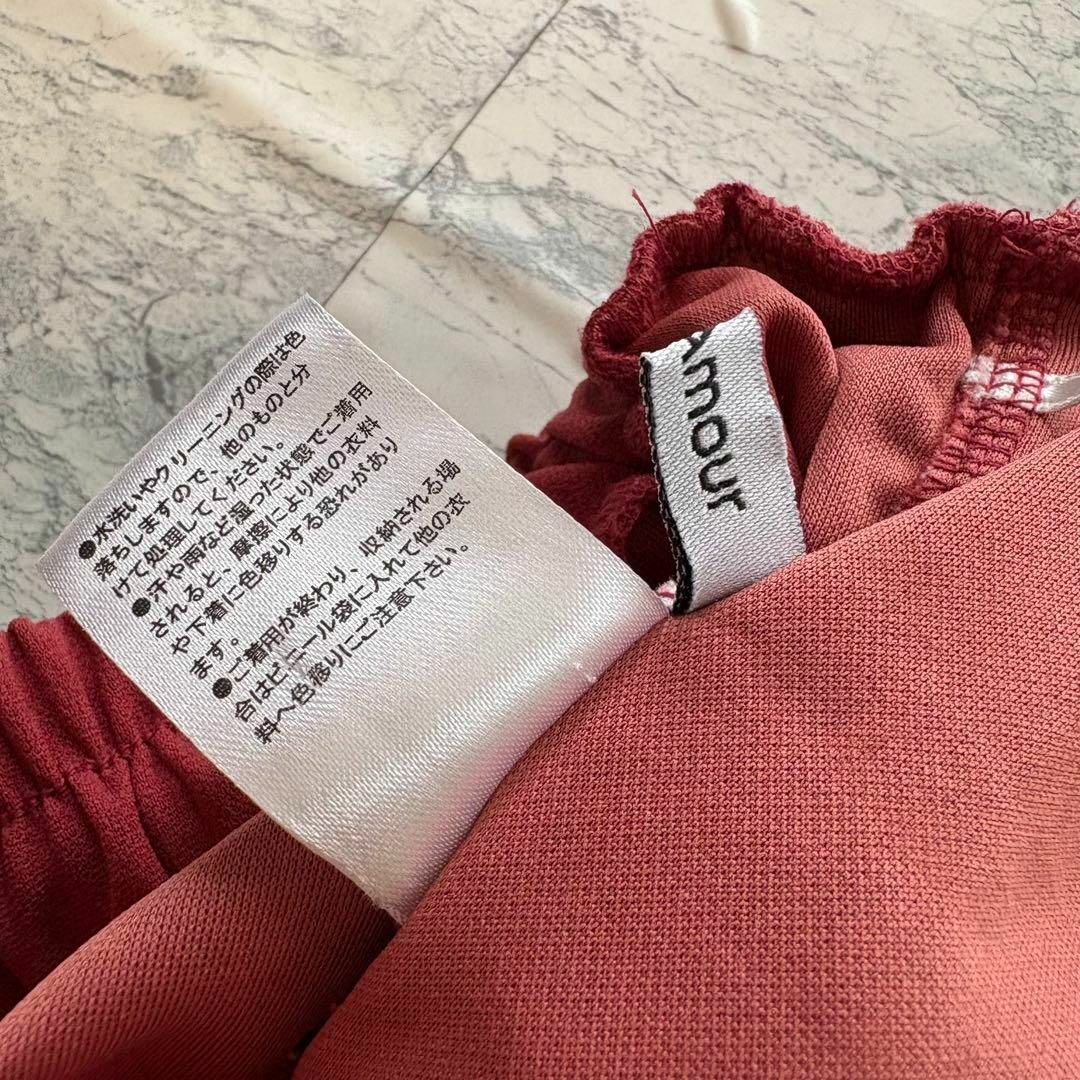 ●水洗いやクリーニングの際は色
落ちしますので、他のものと分
けて処理してください。
●汗や雨など湿った状態でご着用
されると、摩擦により他の衣料
や下着に色移りする恐れがあり
ます。
●ご着用が終わり、収納される場
合はビニール袋に入れて他の衣
料へ色移りにご注意下さい。
Amour